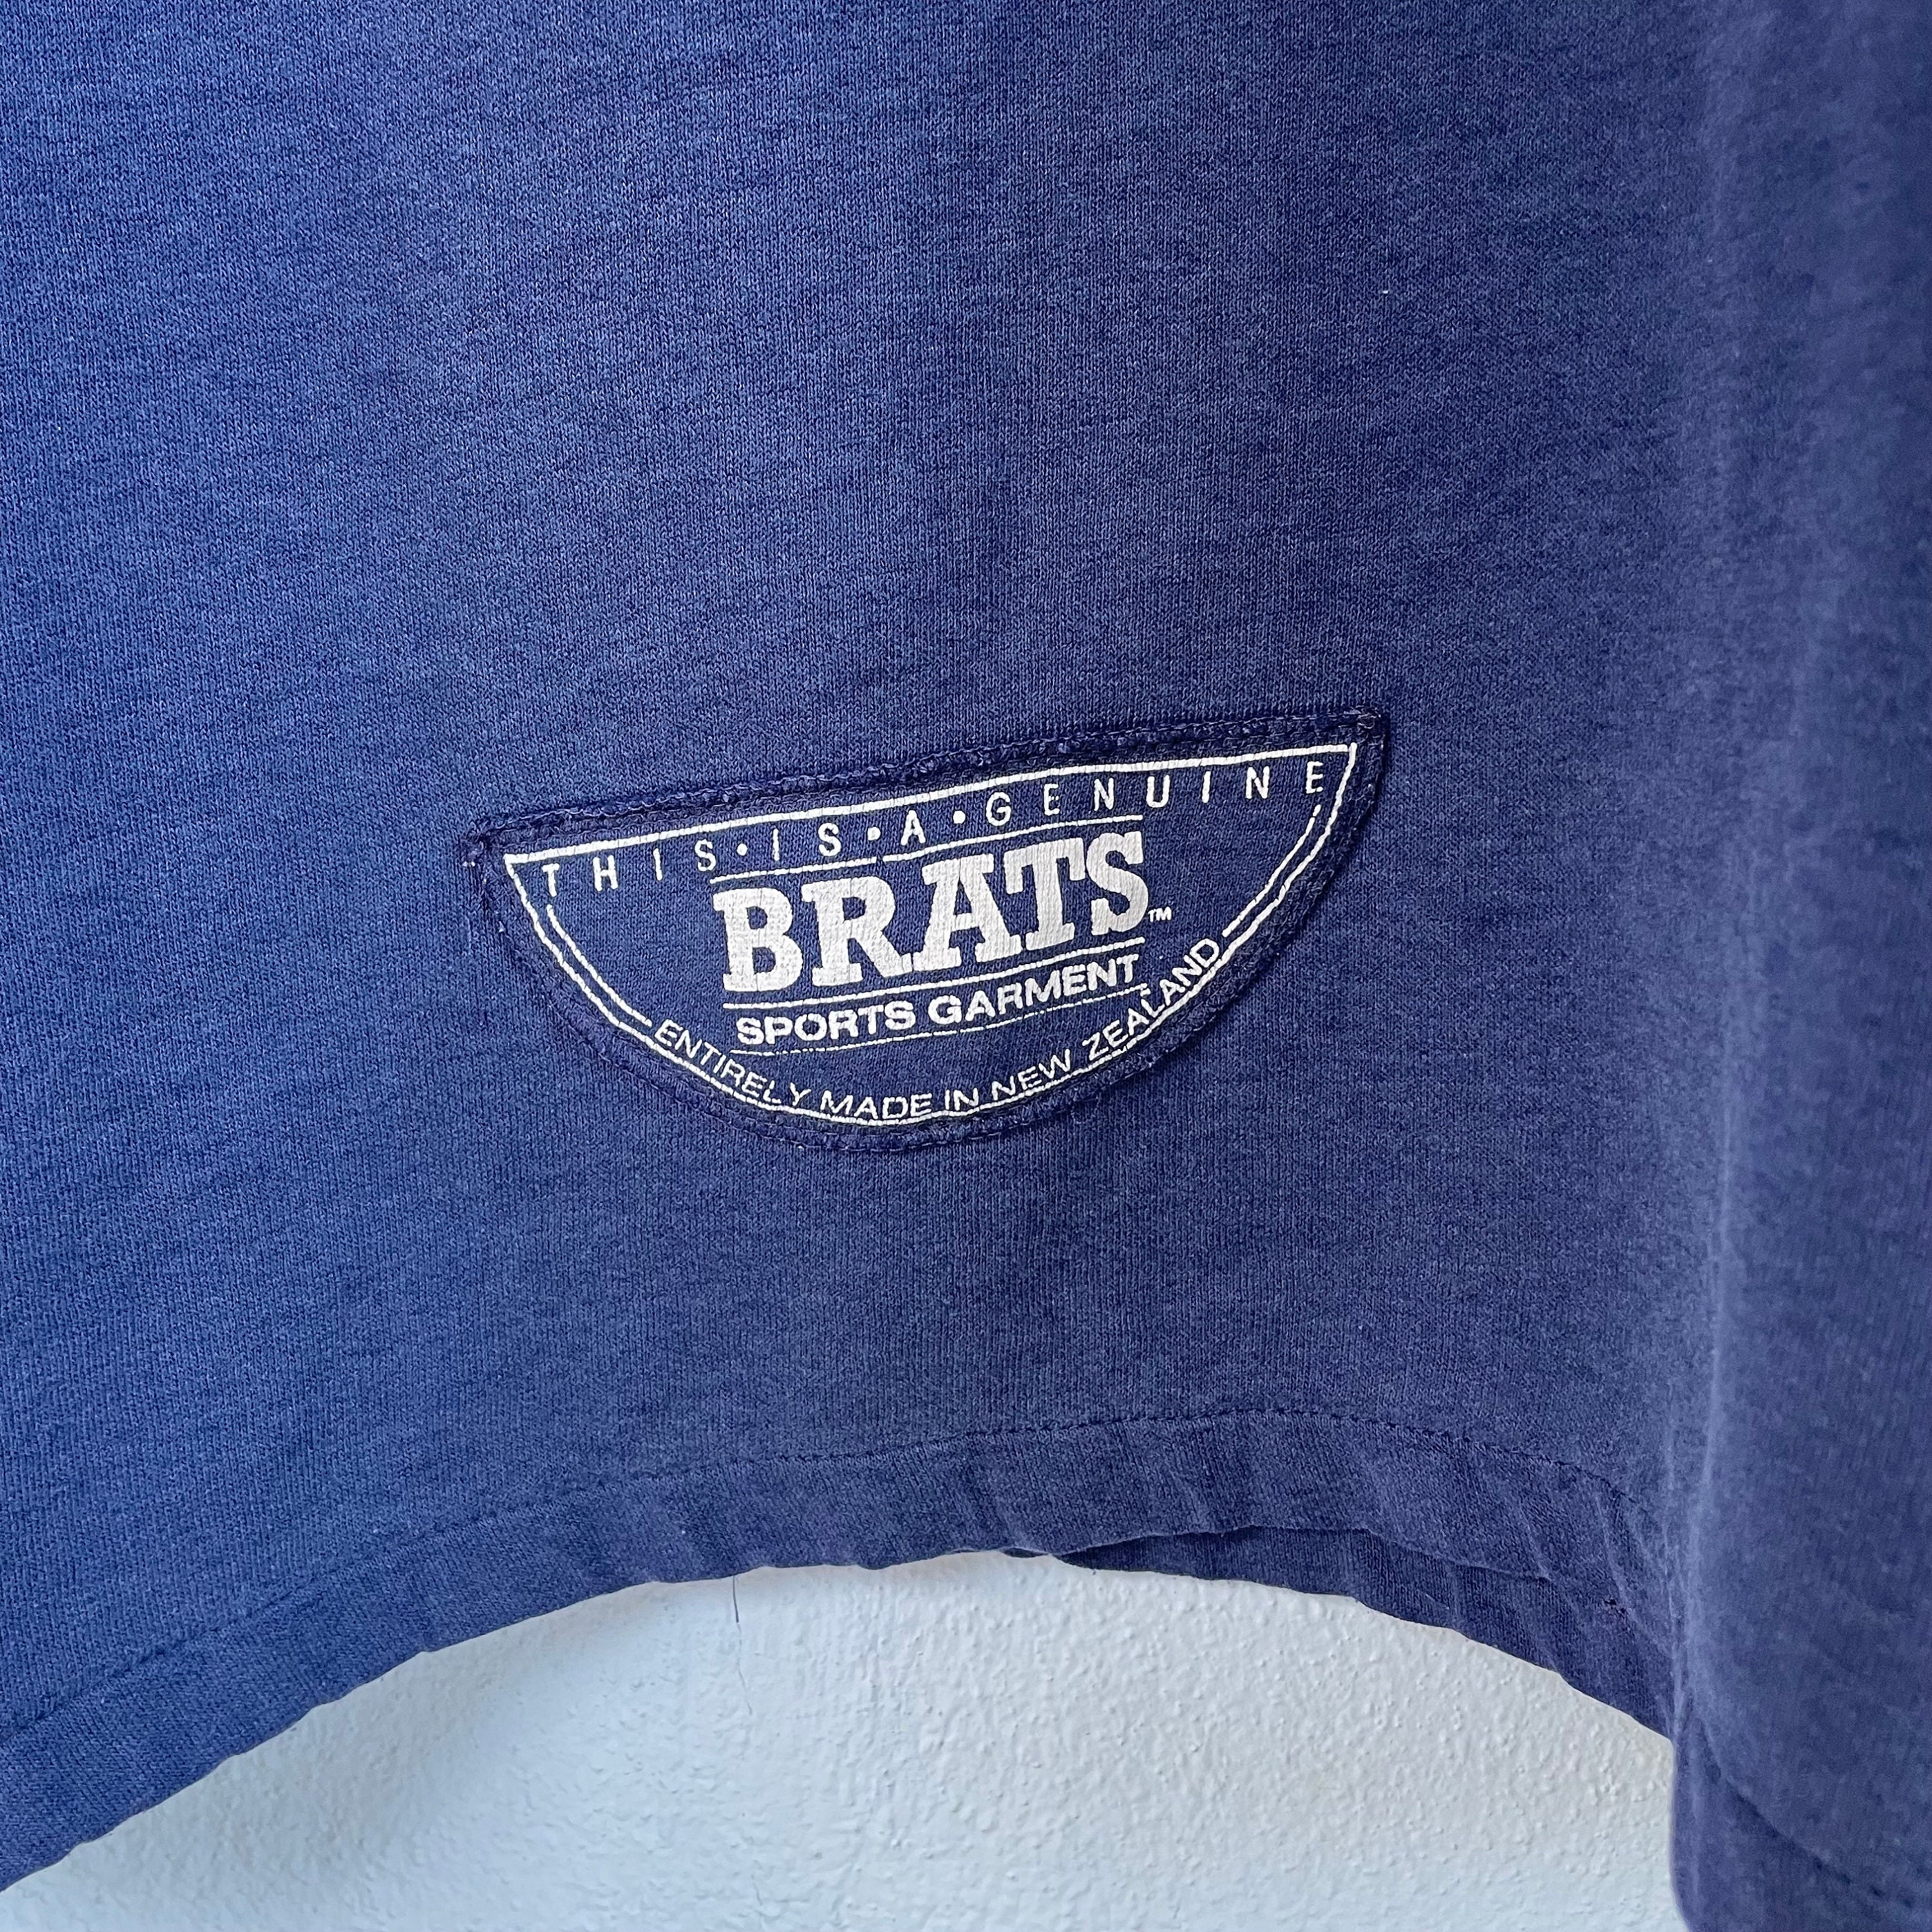 THIS•IS•A•GENUINE
BRATS™
SPORTS GARMENT
ENTIRELY MADE IN NEW ZEALAND